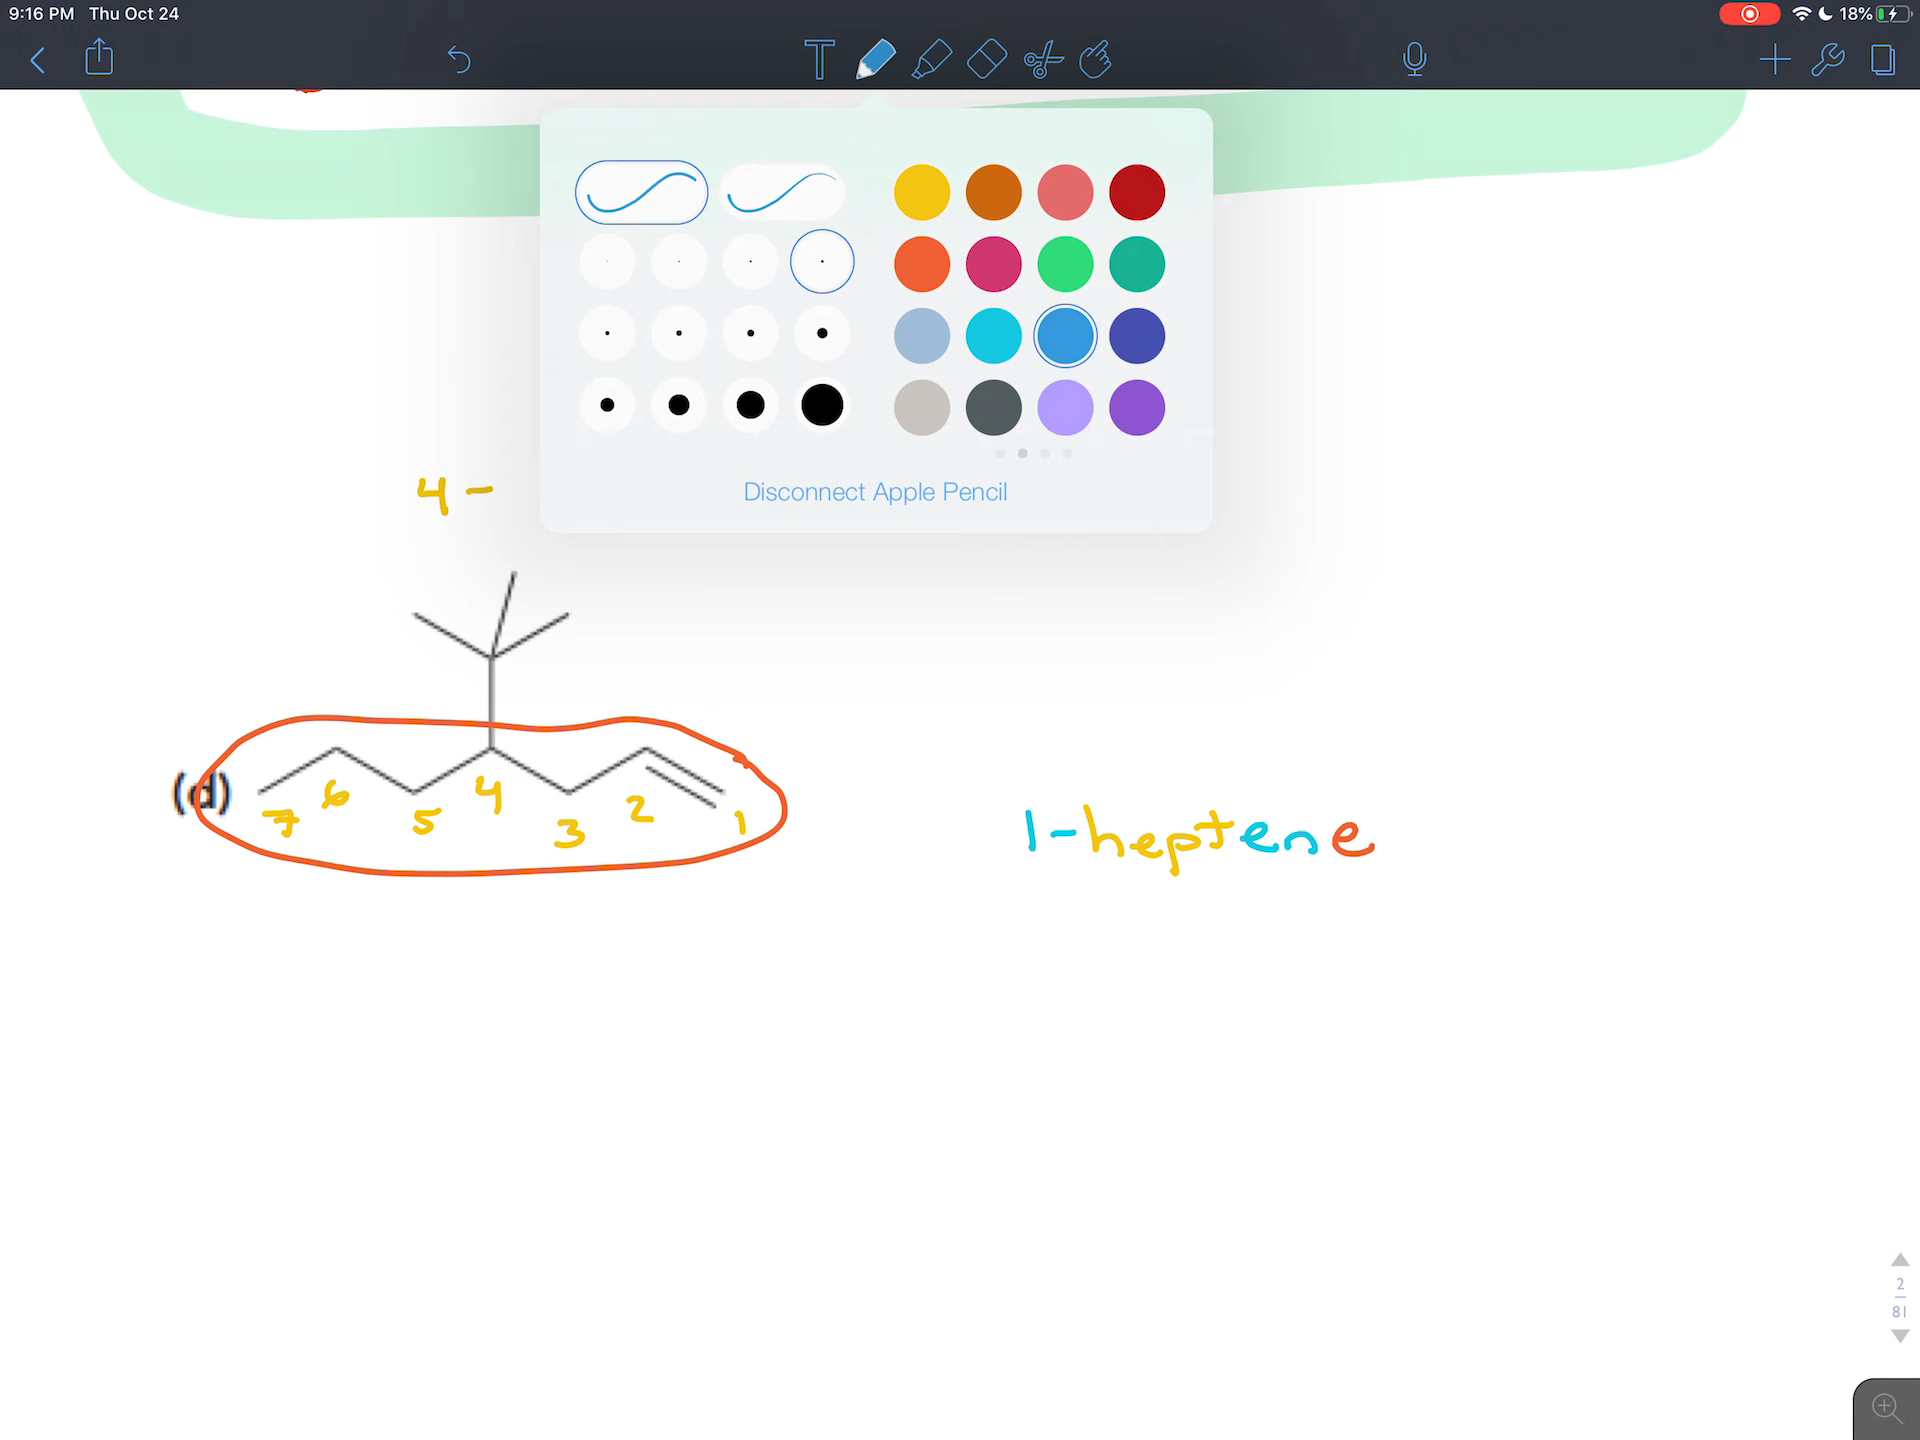 9:16 PM Thu Oct 24
18%
T
Disconnect Apple Pencil
4-
(d)
7 6 5 4 3 2 1
1-heptene
2
81